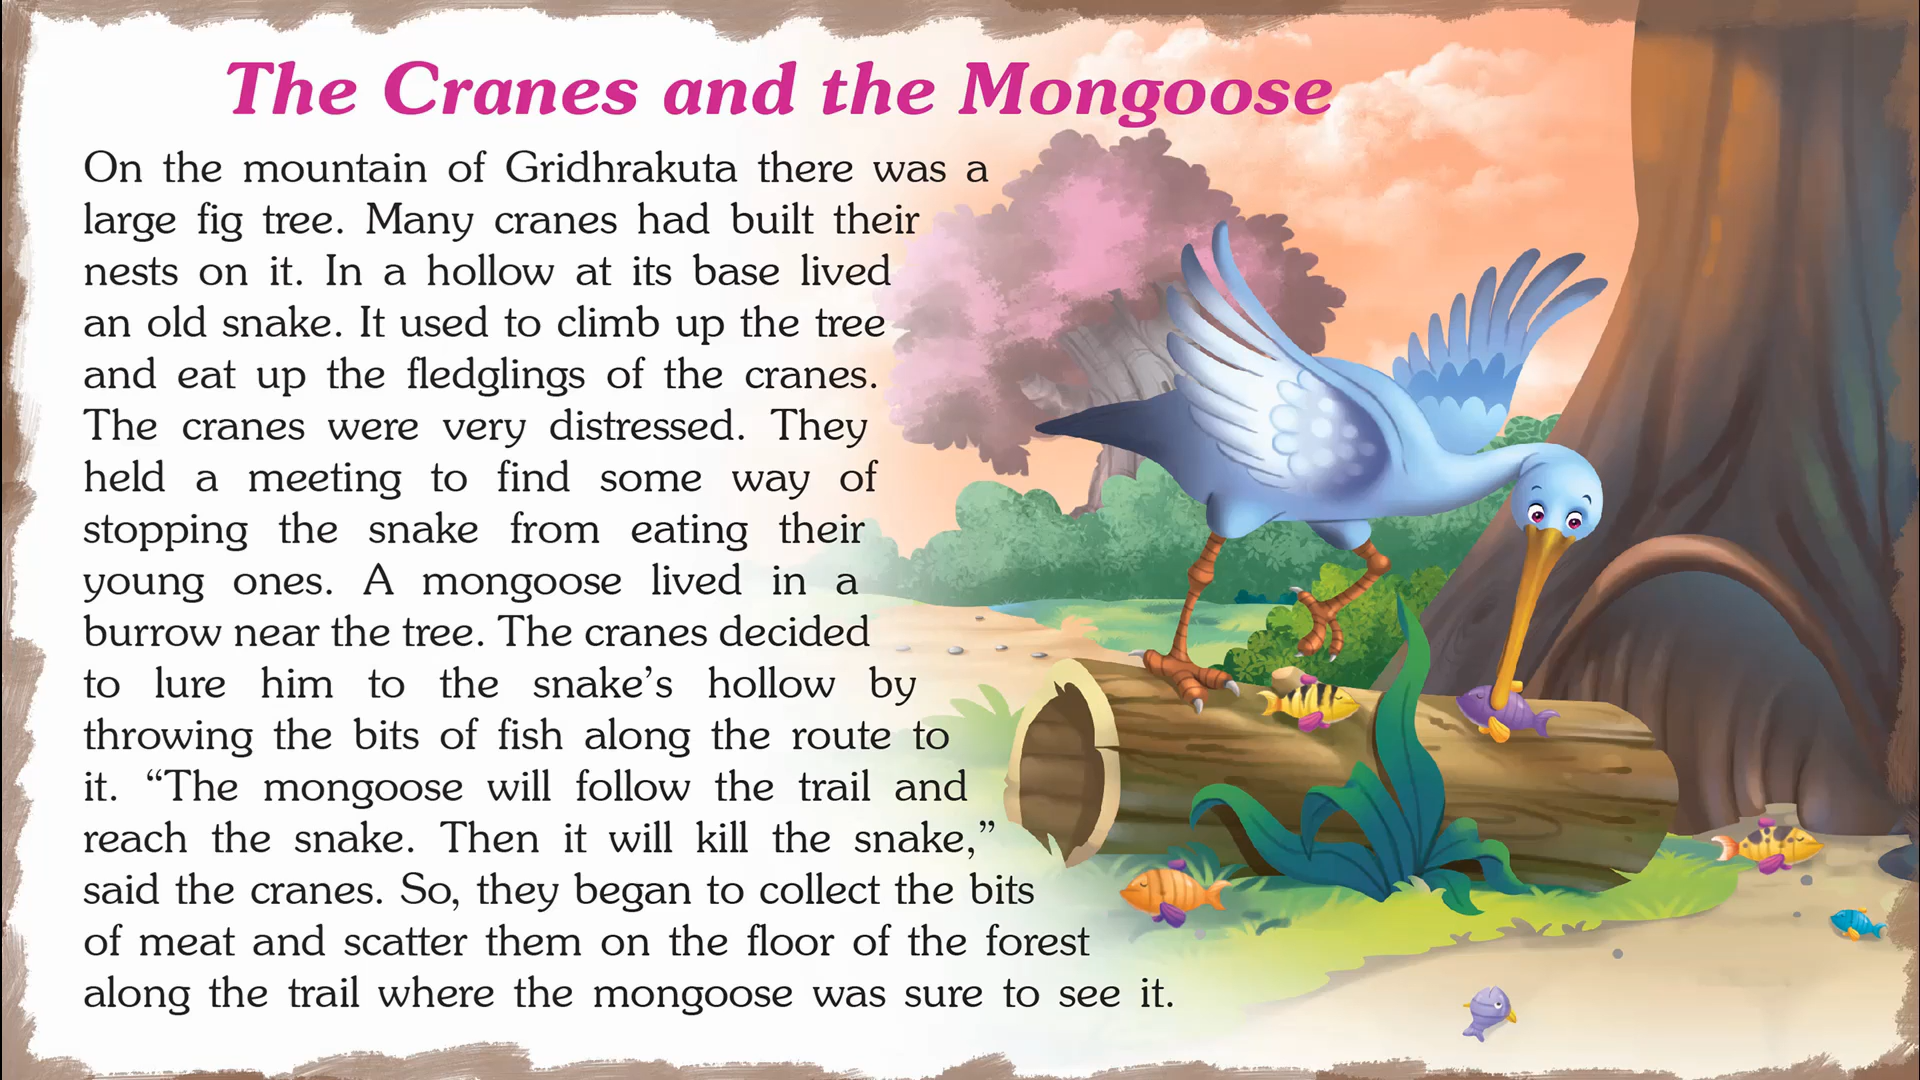 The Cranes and the Mongoose
On the mountain of Gridhrakuta there was a
large fig tree. Many cranes had built their
nests on it. In a hollow at its base lived
an old snake. It used to climb up the tree
and eat up the fledglings of the cranes.
The cranes were very distressed. They
held a meeting to find some way of
stopping the snake from eating their
young ones. A mongoose lived in a
burrow near the tree. The cranes decided
to lure him to the snake’s hollow by
throwing the bits of fish along the route to
it. “The mongoose will follow the trail and
reach the snake. Then it will kill the snake,”
said the cranes. So, they began to collect the bits
of meat and scatter them on the floor of the forest
along the trail where the mongoose was sure to see it.